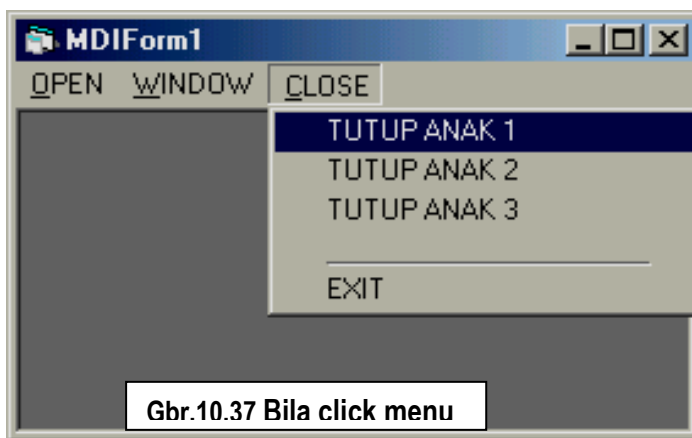 MDIForm1
OPEN WINDOW CLOSE
TUTUP ANAK 1
TUTUP ANAK 2
TUTUP ANAK 3
EXIT
Gbr.10.37 Bila click menu